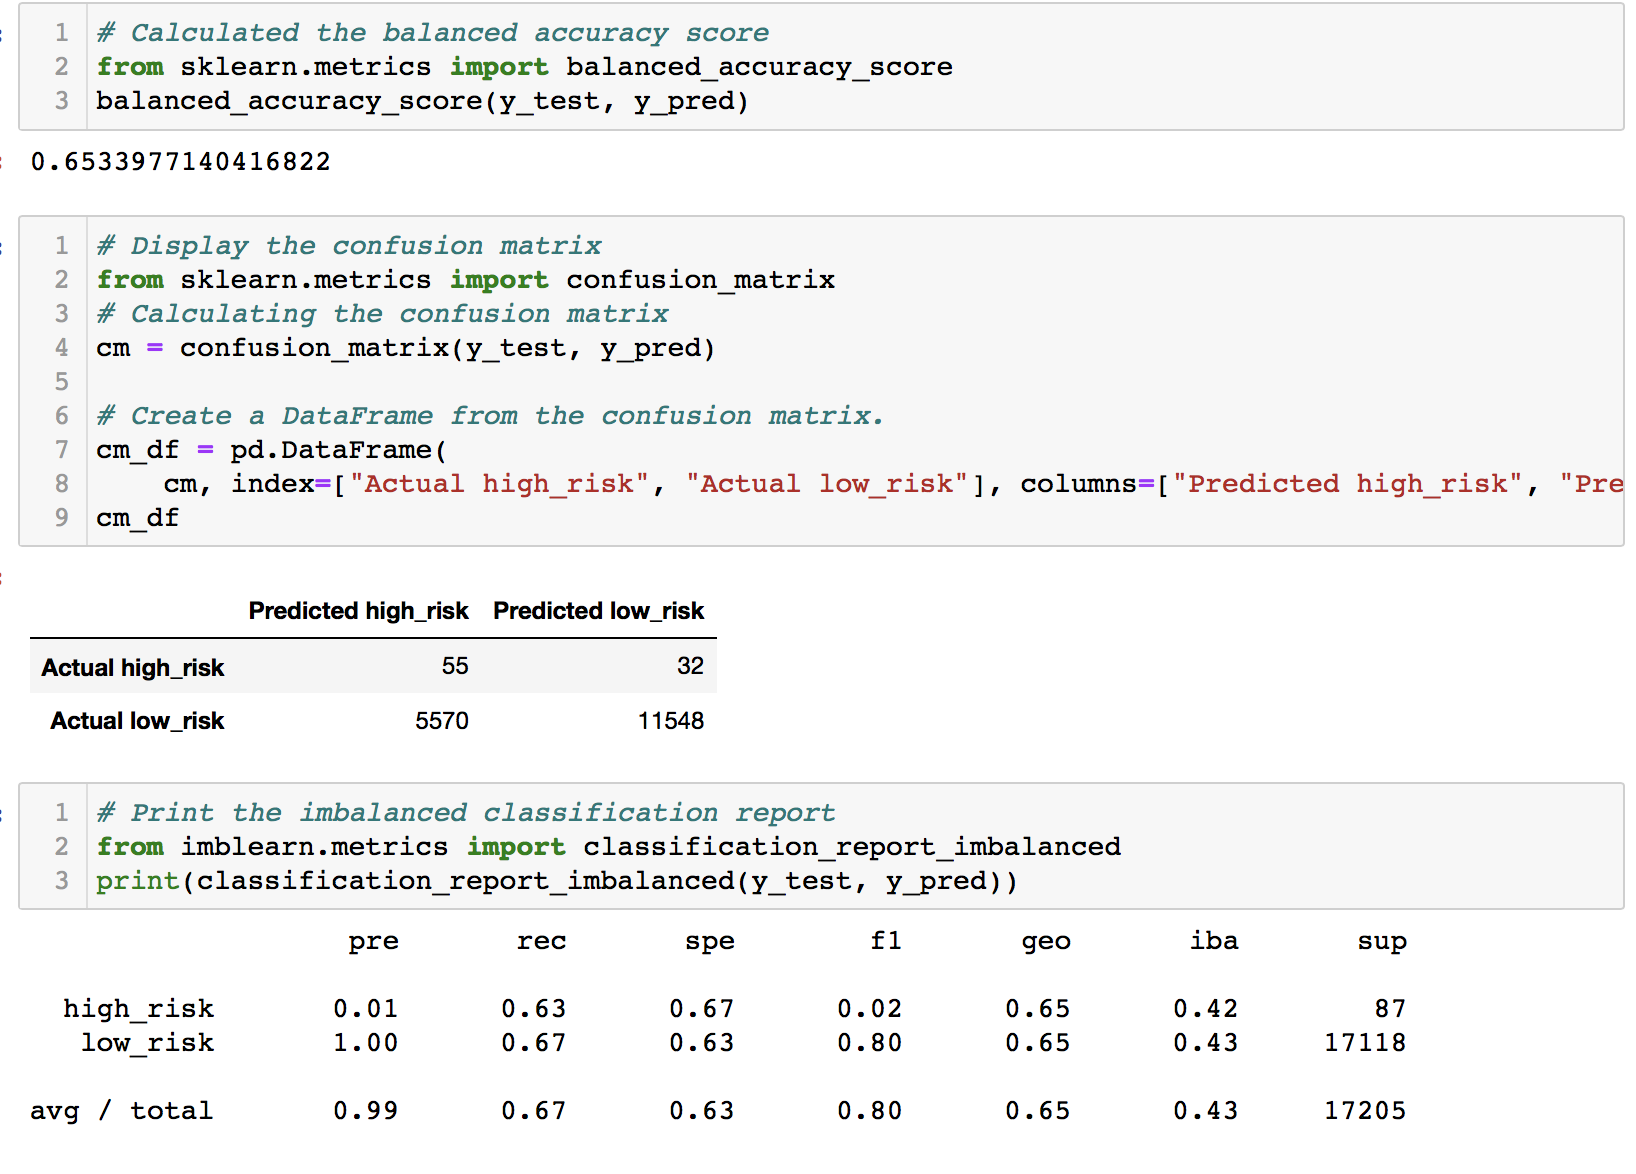 1 # Calculated the balanced accuracy score
2 from sklearn.metrics import balanced_accuracy_score
3 balanced_accuracy_score(y_test, y_pred)
0.6533977140416822
1 # Display the confusion matrix
2 from sklearn.metrics import confusion_matrix
3 # Calculating the confusion matrix
4 cm = confusion_matrix(y_test, y_pred)
5
6 # Create a DataFrame from the confusion matrix.
7 cm_df = pd.DataFrame(
8     cm, index=["Actual high_risk", "Actual low_risk"], columns=["Predicted high_risk", "Pre
9 cm_df
Predicted high_risk Predicted low_risk
Actual high_risk 55 32
Actual low_risk 5570 11548
1 # Print the imbalanced classification report
2 from imblearn.metrics import classification_report_imbalanced
3 print(classification_report_imbalanced(y_test, y_pred))
pre rec spe f1 geo iba sup
high_risk 0.01 0.63 0.67 0.02 0.65 0.42 87
low_risk 1.00 0.67 0.63 0.80 0.65 0.43 17118
avg / total 0.99 0.67 0.63 0.80 0.65 0.43 17205